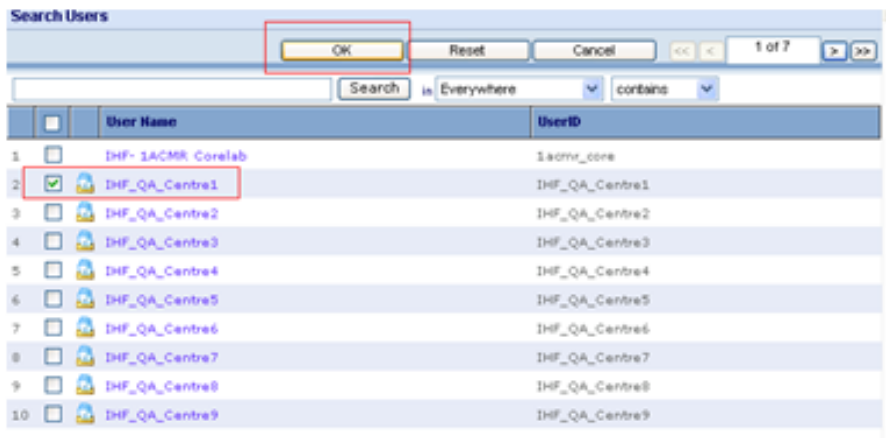 Search Users
OK Reset Cancel << < 1 of 7 > >>
Search in Everywhere contains
User Name UserID
1 IHF- 1ACMR Corelab 1acmr_core
2 IHF_QA_Centre1 IHF_QA_Centre1
3 IHF_QA_Centre2 IHF_QA_Centre2
4 IHF_QA_Centre3 IHF_QA_Centre3
5 IHF_QA_Centre4 IHF_QA_Centre4
6 IHF_QA_Centre5 IHF_QA_Centre5
7 IHF_QA_Centre6 IHF_QA_Centre6
8 IHF_QA_Centre7 IHF_QA_Centre7
9 IHF_QA_Centre8 IHF_QA_Centre8
10 IHF_QA_Centre9 IHF_QA_Centre9